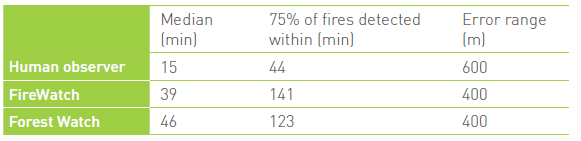 Median 75% of fires detected Error range
(min) within (min) (m)
Human observer 15 44 600
FireWatch 39 141 400
Forest Watch 46 123 400